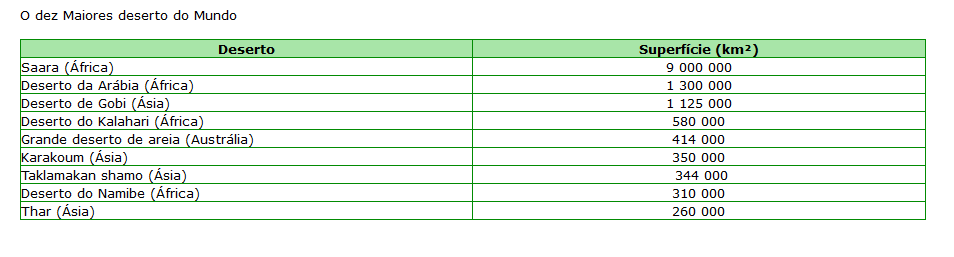 O dez Maiores deserto do Mundo
Deserto Superfície (km²)
Saara (África) 9 000 000
Deserto da Arábia (África) 1 300 000
Deserto de Gobi (Ásia) 1 125 000
Deserto do Kalahari (África) 580 000
Grande deserto de areia (Austrália) 414 000
Karakoum (Ásia) 350 000
Taklamakan shamo (Ásia) 344 000
Deserto do Namibe (África) 310 000
Thar (Ásia) 260 000